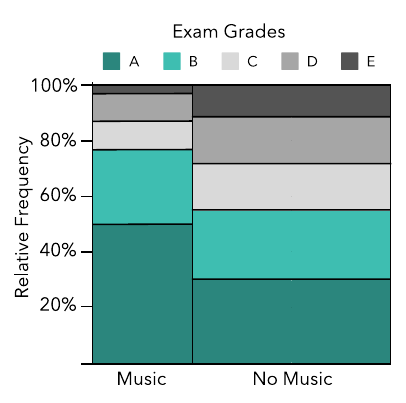 Exam Grades
A B C D E
Relative Frequency
100%
80%
60%
40%
20%
Music No Music